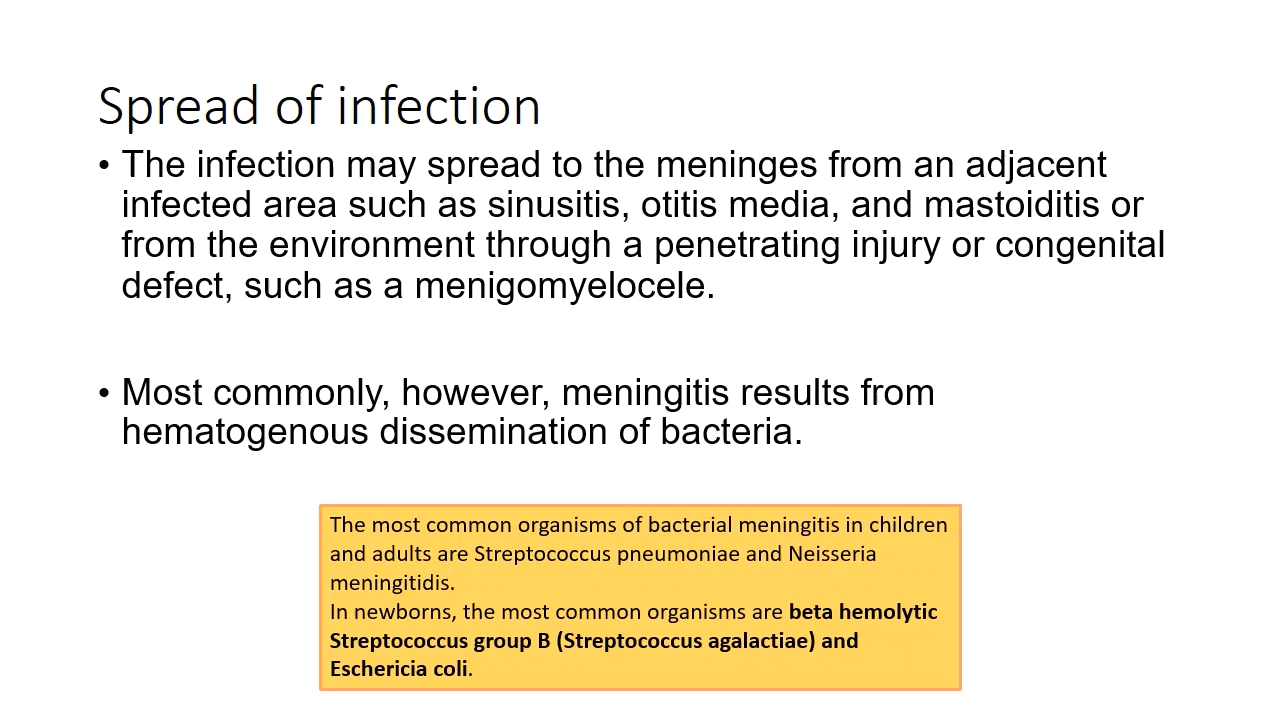 Spread of infection
• The infection may spread to the meninges from an adjacent
infected area such as sinusitis, otitis media, and mastoiditis or
from the environment through a penetrating injury or congenital
defect, such as a menigomyelocele.
• Most commonly, however, meningitis results from
hematogenous dissemination of bacteria.
The most common organisms of bacterial meningitis in children
and adults are Streptococcus pneumoniae and Neisseria
meningitidis.
In newborns, the most common organisms are beta hemolytic
Streptococcus group B (Streptococcus agalactiae) and
Eschericia coli.